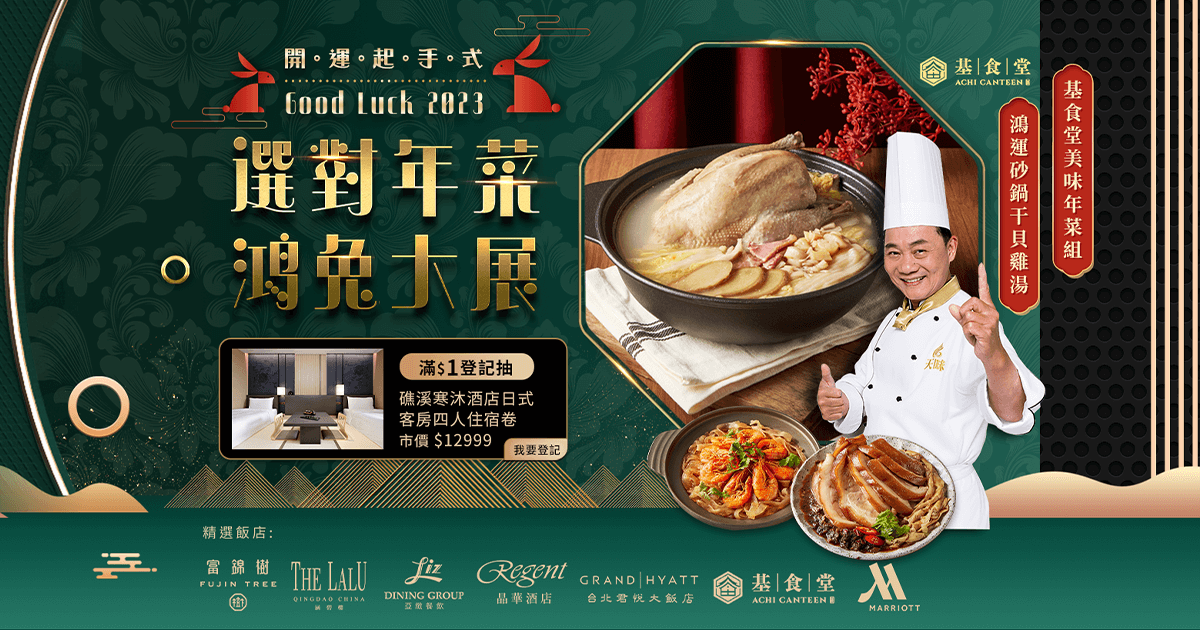 開。運。起。手。式
Good Luck 2023
選對年菜
鴻兔大展
滿$1登記抽
礁溪寒沐酒店日式
客房四人住宿卷
市價 $12999
我要登記
基|食|堂
ACHI CANTEEN
鴻運砂鍋干貝雞湯
基食堂美味年菜組
天味
精選飯店:
富錦樹
FUJIN TREE
THE LALU
QINGDAO CHINA
Liz
DINING GROUP
Regent
晶華酒店
GRAND|HYATT
台北君悅大飯店
基|食|堂
ACHI CANTEEN
MARRIOTT